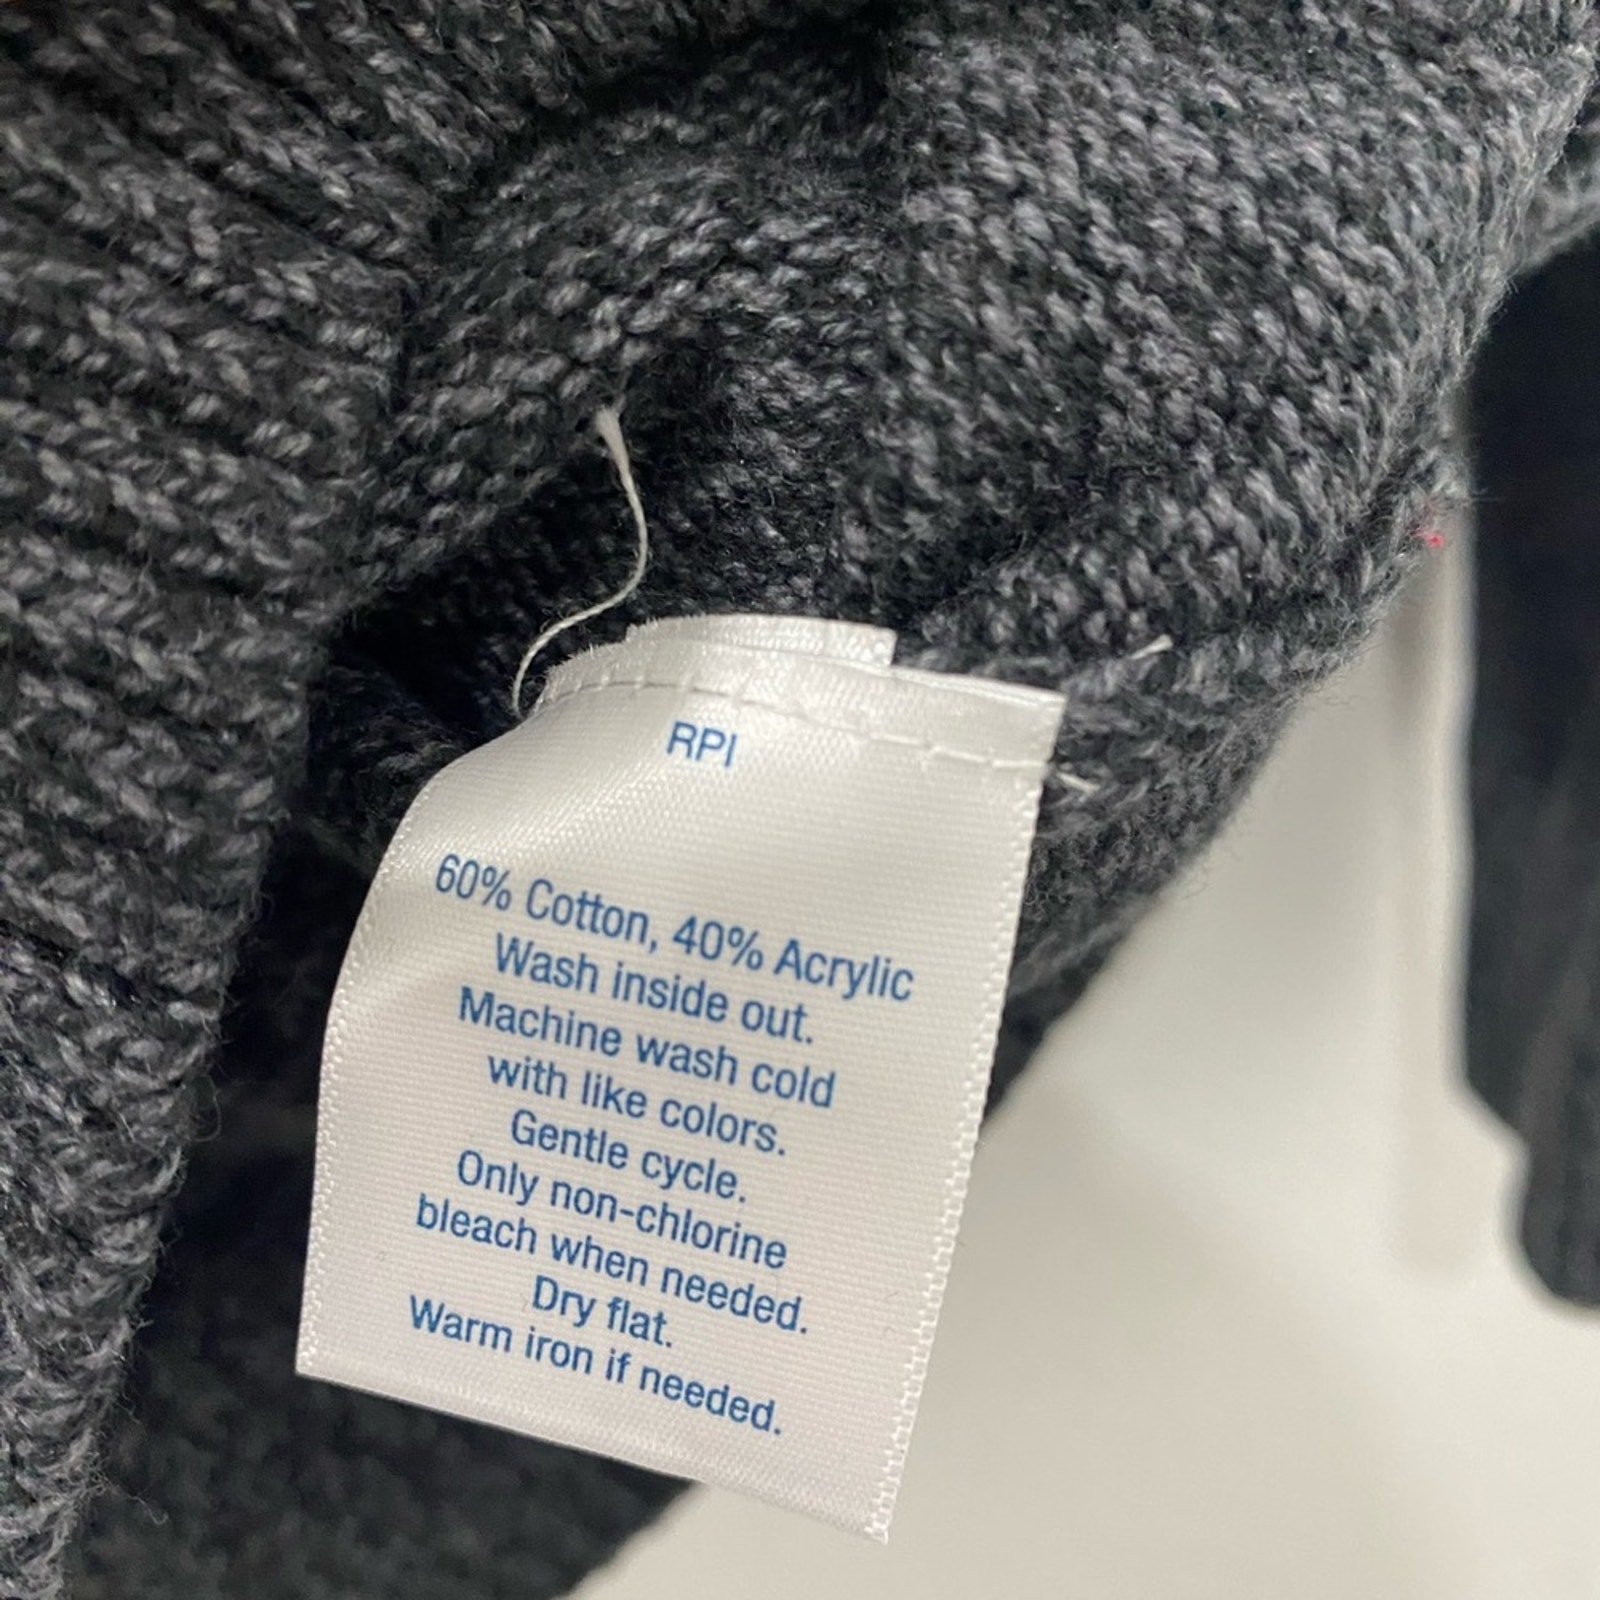 RPI
60% Cotton, 40% Acrylic
Wash inside out.
Machine wash cold
with like colors.
Gentle cycle.
Only non-chlorine
bleach when needed.
Dry flat.
Warm iron if needed.